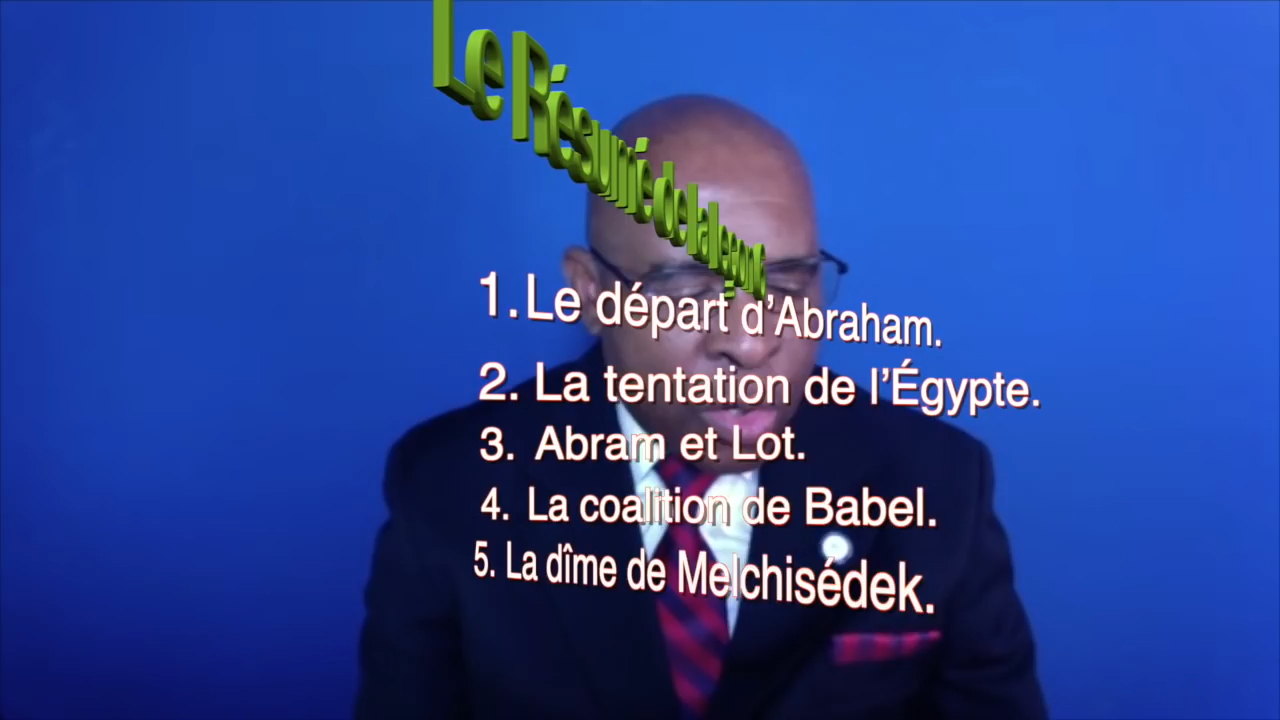 Le Résumé de la leçon 6
1. Le départ d’Abraham.
2. La tentation de l’Égypte.
3. Abram et Lot.
4. La coalition de Babel.
5. La dîme de Melchisédek.